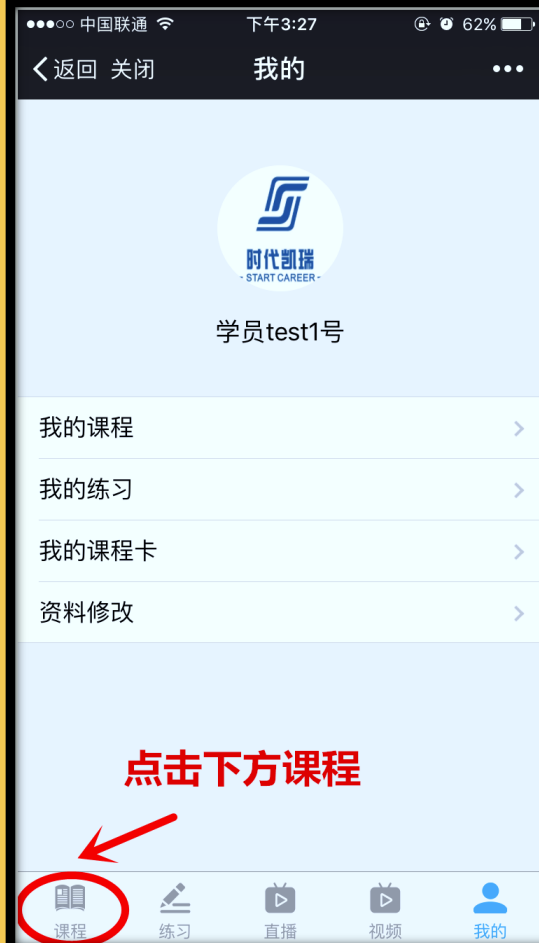 中国联通 下午3:27 62%
返回 关闭 我的
时代凯瑞
- START CAREER -
学员test1号
我的课程
我的练习
我的课程卡
资料修改
点击下方课程
课程 练习 直播 视频 我的